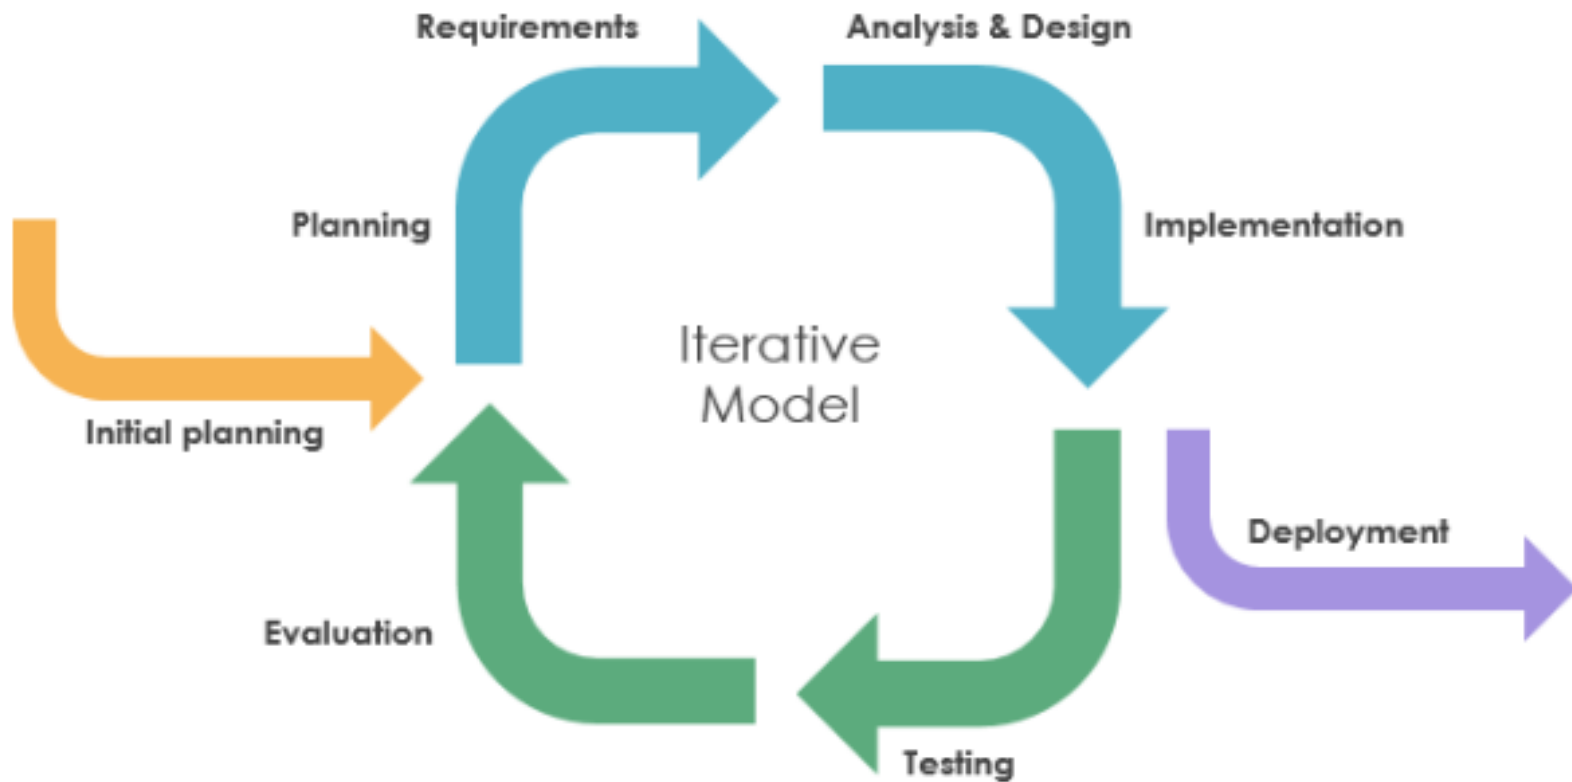 Requirements
Analysis & Design
Planning
Implementation
Iterative
Model
Initial planning
Deployment
Evaluation
Testing